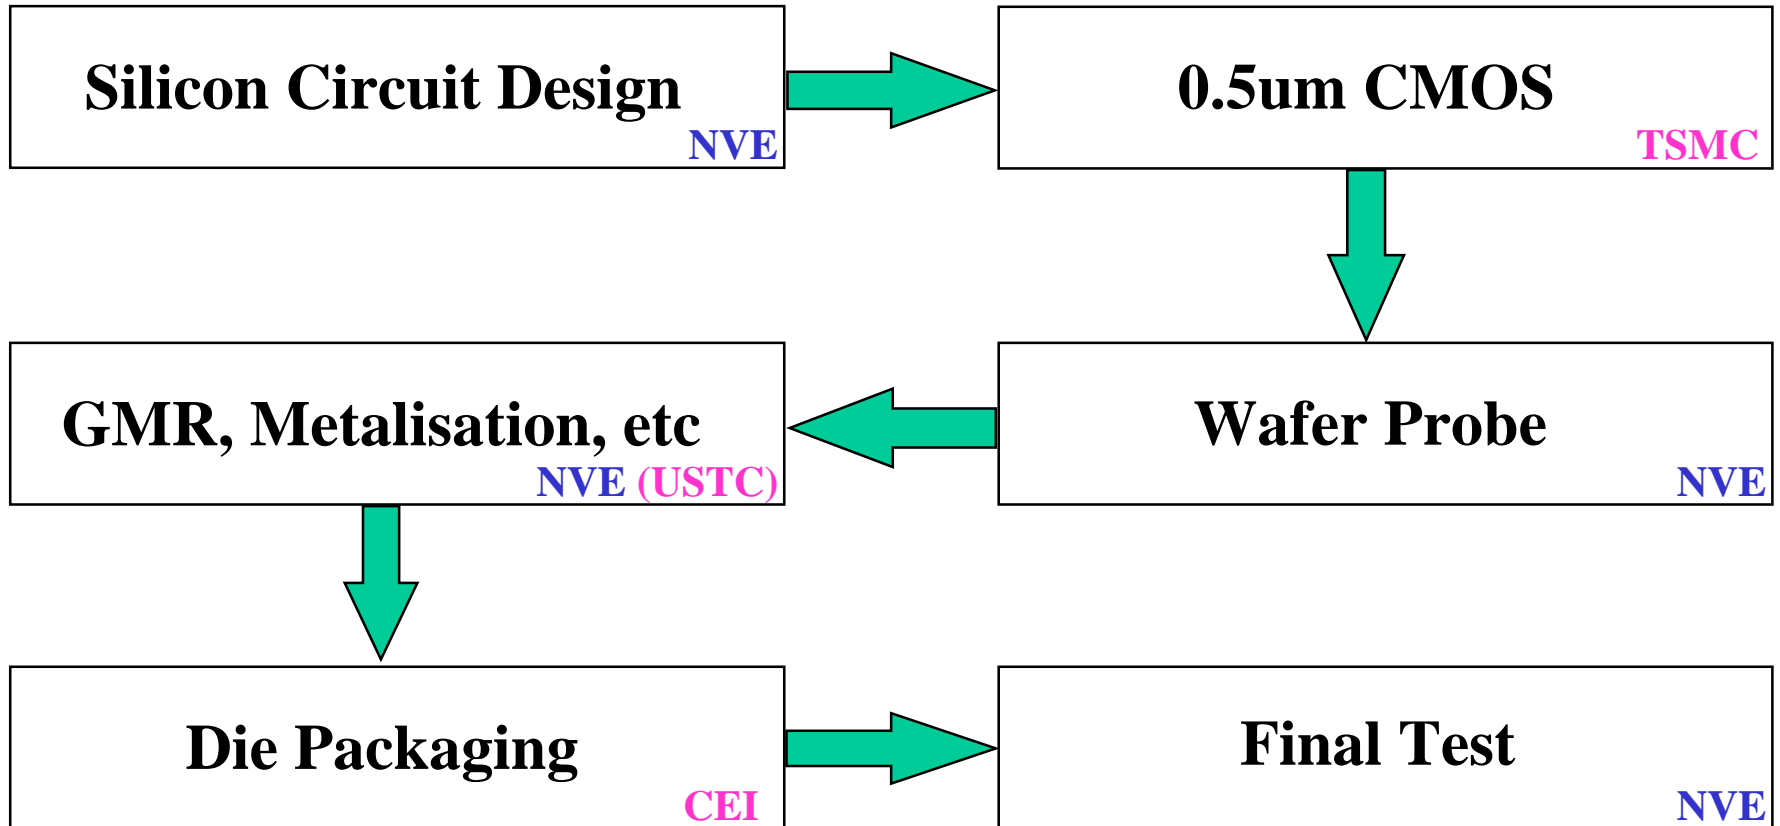 Silicon Circuit Design
NVE
0.5um CMOS
TSMC
GMR, Metalisation, etc
NVE (USTC)
Wafer Probe
NVE
Die Packaging
CEI
Final Test
NVE